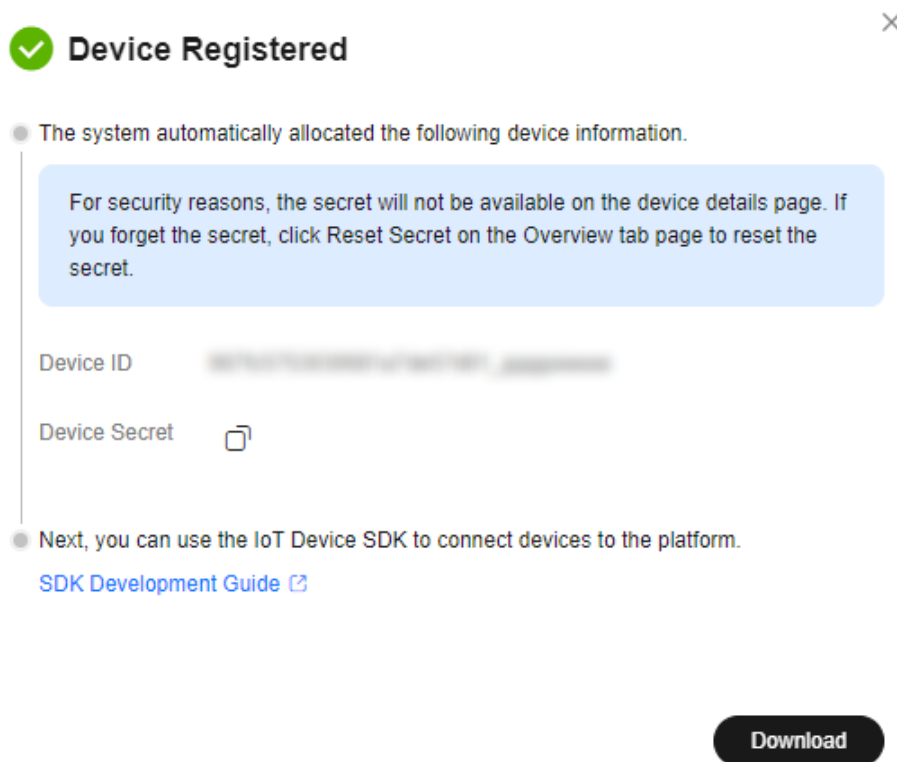 Device Registered
The system automatically allocated the following device information.
For security reasons, the secret will not be available on the device details page. If
you forget the secret, click Reset Secret on the Overview tab page to reset the
secret.
Device ID
Device Secret
Next, you can use the IoT Device SDK to connect devices to the platform.
SDK Development Guide
Download